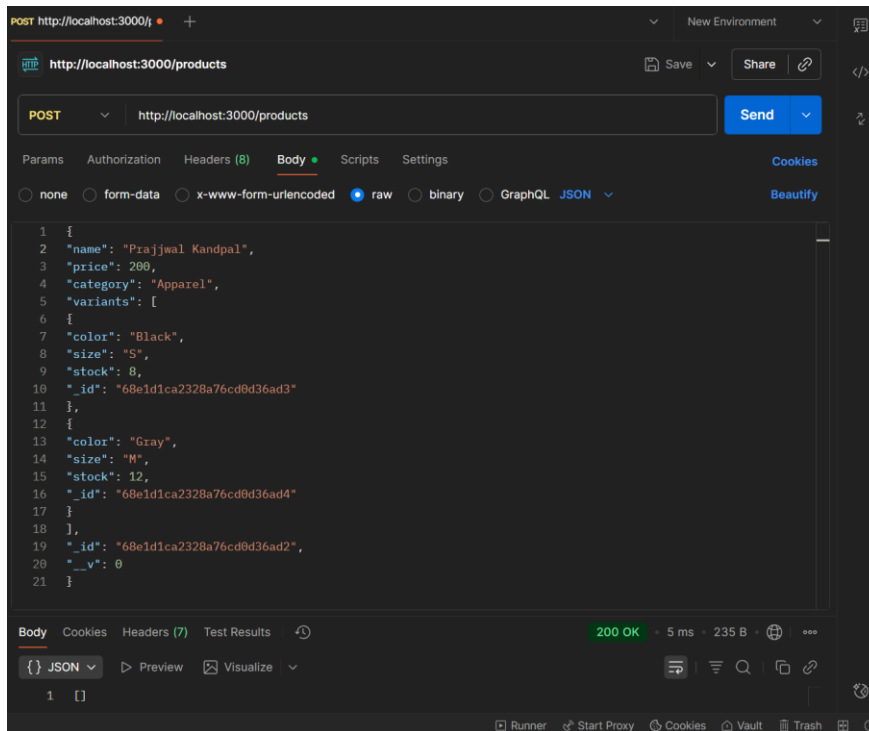 POST http://localhost:3000/p
New Environment
HTTP http://localhost:3000/products
Save
Share
POST
http://localhost:3000/products
Send
Params Authorization Headers (8) Body Scripts Settings
Cookies
none form-data x-www-form-urlencoded raw binary GraphQL JSON
Beautify
1 {
2 "name": "Prajjwal Kandpal",
3 "price": 200,
4 "category": "Apparel",
5 "variants": [
6 {
7 "color": "Black",
8 "size": "S",
9 "stock": 8,
10 "_id": "68e1d1ca2328a76cd0d36ad3"
11 },
12 {
13 "color": "Gray",
14 "size": "M",
15 "stock": 12,
16 "_id": "68e1d1ca2328a76cd0d36ad4"
17 }
18 ],
19 "_id": "68e1d1ca2328a76cd0d36ad2",
20 "__v": 0
21 }
Body Cookies Headers (7) Test Results
200 OK 5 ms 235 B
{} JSON Preview Visualize
1 []
Runner Start Proxy Cookies Vault Trash